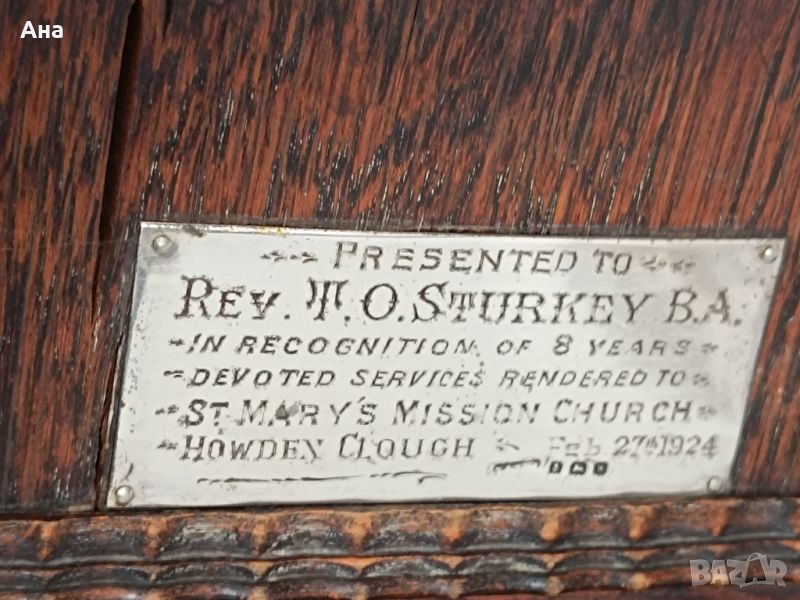 Ана
PRESENTED TO
REV. T. O. STURKEY B.A.
IN RECOGNITION OF 8 YEARS
DEVOTED SERVICES RENDERED TO
ST MARY'S MISSION CHURCH
HOWDEN CLOUGH Feb. 27th 1924
BAZAR